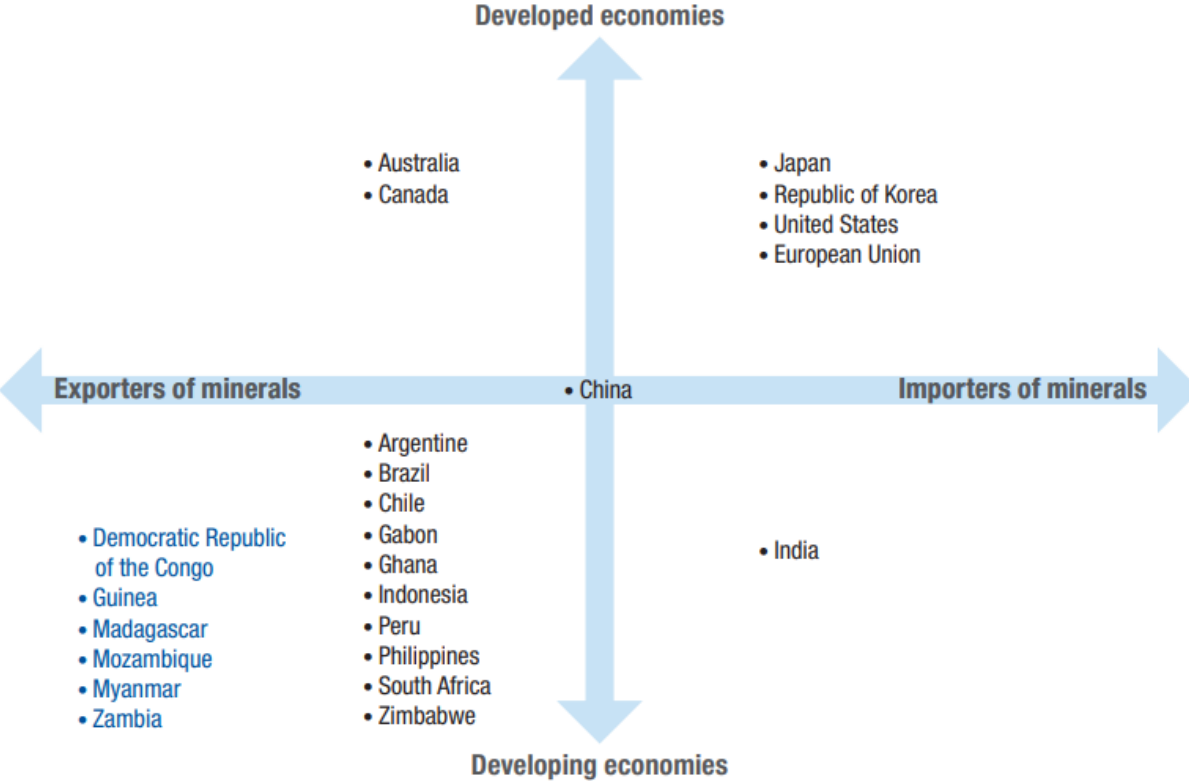 Developed economies
• Australia
• Canada
• Japan
• Republic of Korea
• United States
• European Union
Exporters of minerals
• China
Importers of minerals
• Democratic Republic
of the Congo
• Guinea
• Madagascar
• Mozambique
• Myanmar
• Zambia
• Argentine
• Brazil
• Chile
• Gabon
• Ghana
• Indonesia
• Peru
• Philippines
• South Africa
• Zimbabwe
• India
Developing economies